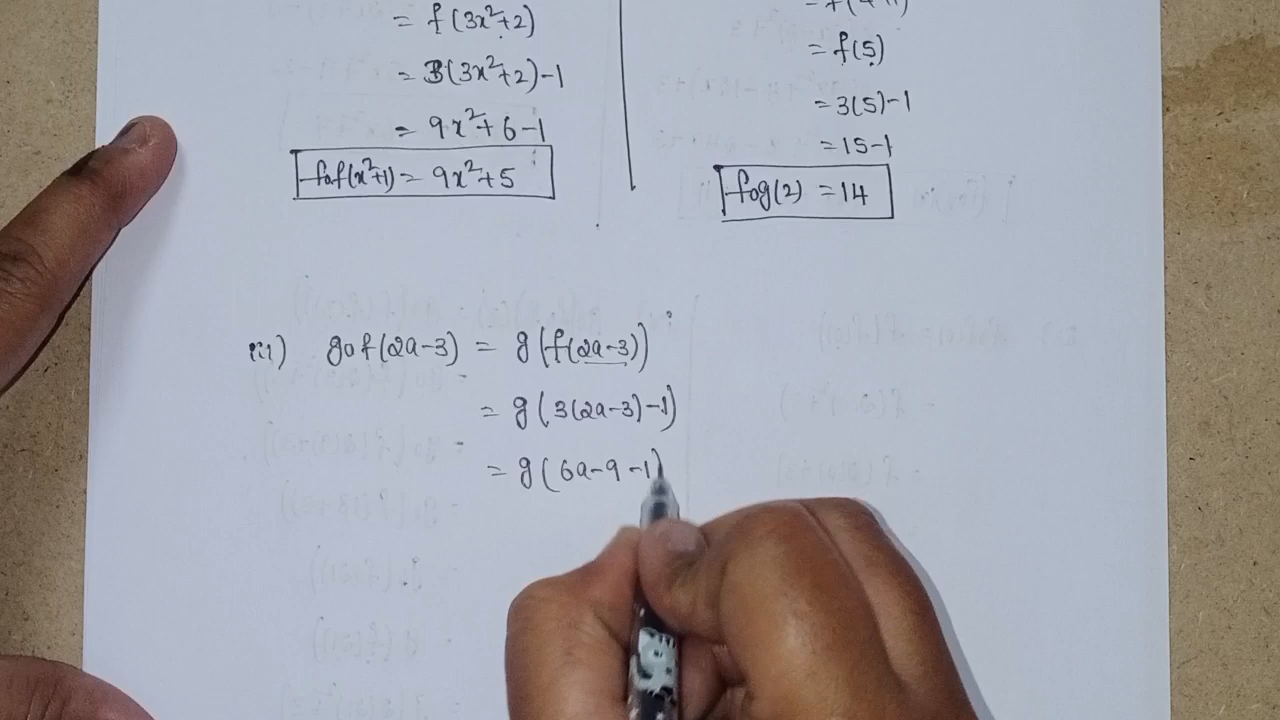 = f(3x²+2)
= 3(3x²+2)-1
= 9x²+6-1
fof(x²+1) = 9x²+5
= f(5)
= 3(5)-1
= 15-1
fog(2) = 14
iii) gof(2a-3) = g(f(2a-3))
= g(3(2a-3)-1)
= g(6a-9-1)